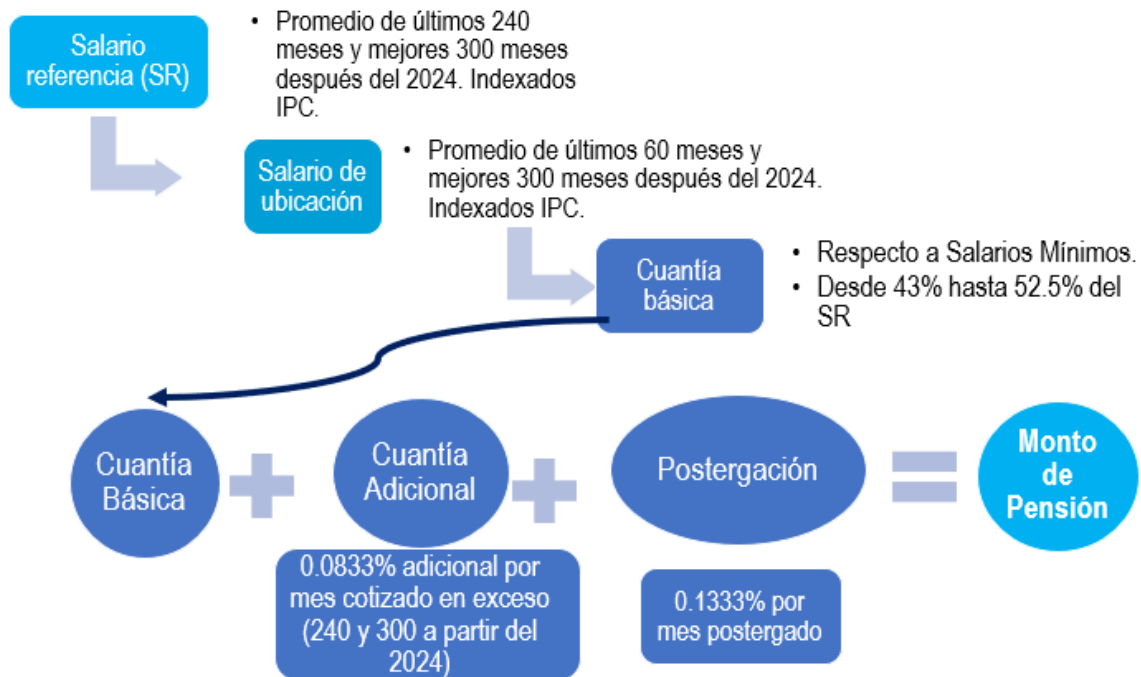 Salario
referencia (SR)
• Promedio de últimos 240
meses y mejores 300 meses
después del 2024. Indexados
IPC.
Salario de
ubicación
• Promedio de últimos 60 meses y
mejores 300 meses después del 2024.
Indexados IPC.
Cuantía
básica
• Respecto a Salarios Mínimos.
• Desde 43% hasta 52.5% del
SR
Cuantía
Básica
+
Cuantía
Adicional
+
Postergación
=
Monto
de
Pensión
0.0833% adicional por
mes cotizado en exceso
(240 y 300 a partir del
2024)
0.1333% por
mes postergado